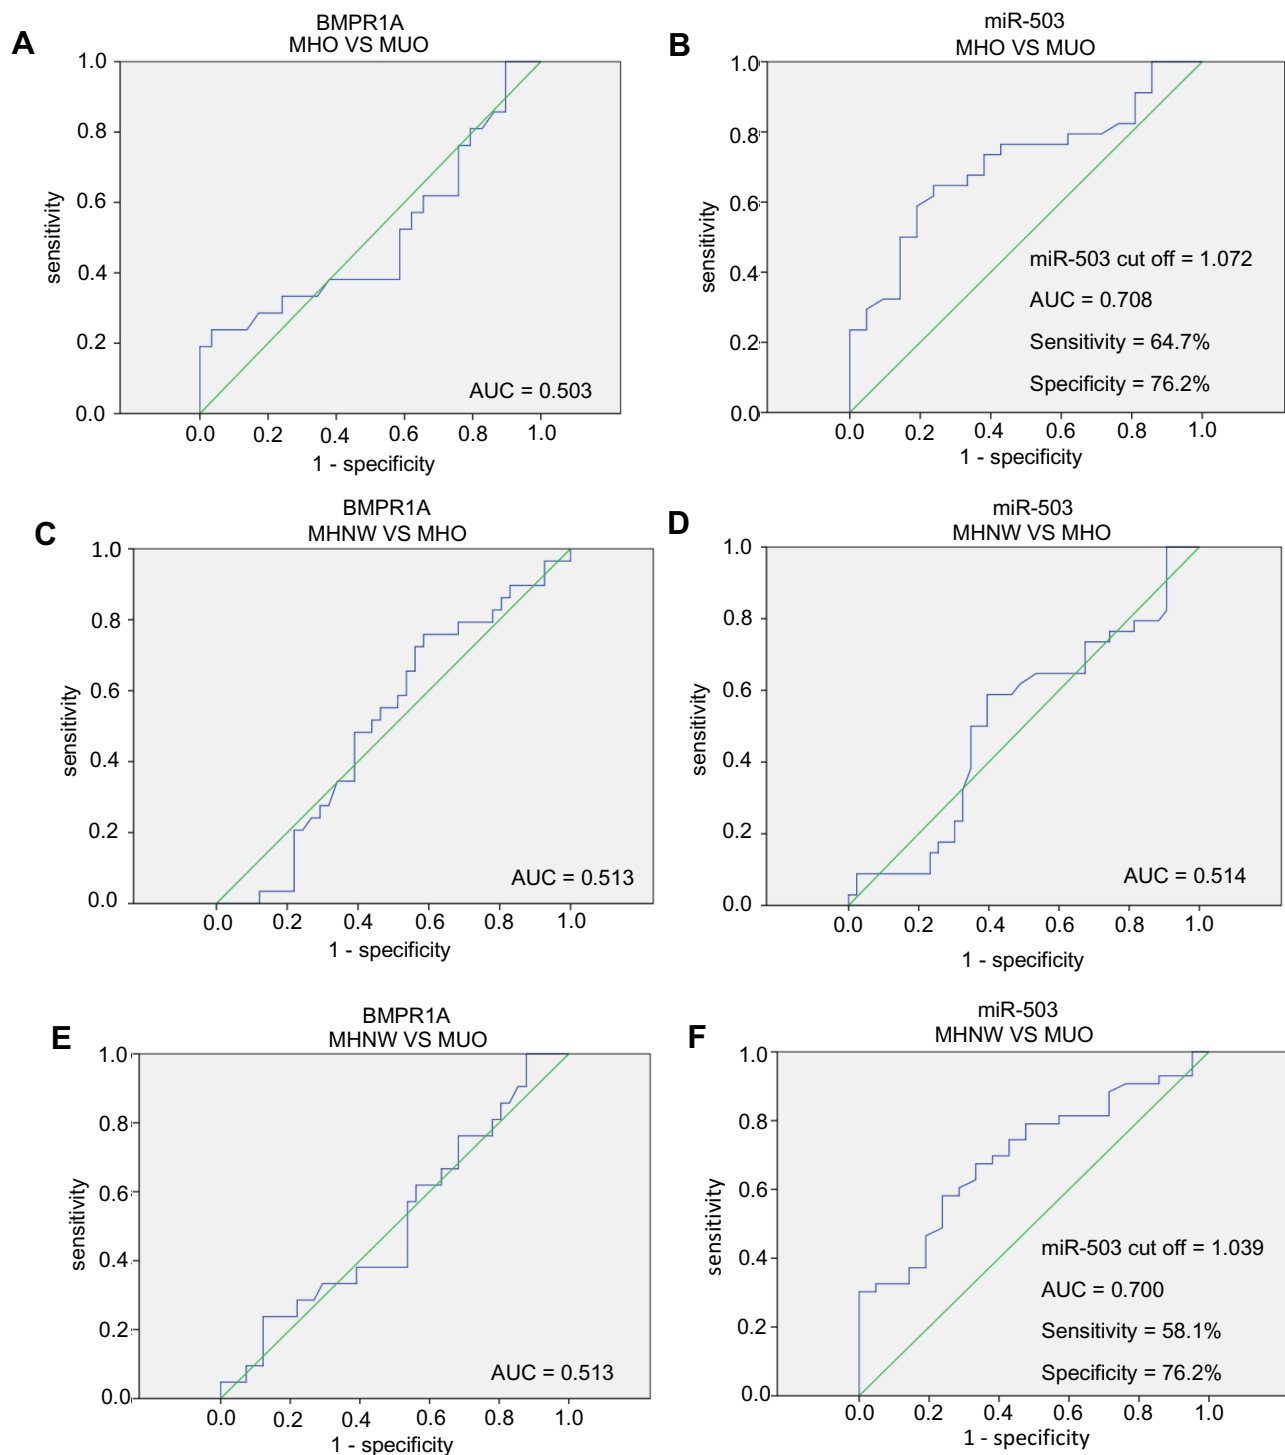 A
BMPR1A
MHO VS MUO
1.0
0.8
0.6
0.4
0.2
0.0
sensitivity
AUC = 0.503
0.0 0.2 0.4 0.6 0.8 1.0
1 - specificity
B
miR-503
MHO VS MUO
1.0
0.8
0.6
0.4
0.2
0.0
sensitivity
miR-503 cut off = 1.072
AUC = 0.708
Sensitivity = 64.7%
Specificity = 76.2%
0.0 0.2 0.4 0.6 0.8 1.0
1 - specificity
C
BMPR1A
MHNW VS MHO
1.0
0.8
0.6
0.4
0.2
0.0
sensitivity
AUC = 0.513
0.0 0.2 0.4 0.6 0.8 1.0
1 - specificity
D
miR-503
MHNW VS MHO
1.0
0.8
0.6
0.4
0.2
0.0
sensitivity
AUC = 0.514
0.0 0.2 0.4 0.6 0.8 1.0
1 - specificity
E
BMPR1A
MHNW VS MUO
1.0
0.8
0.6
0.4
0.2
0.0
sensitivity
AUC = 0.513
0.0 0.2 0.4 0.6 0.8 1.0
1 - specificity
F
miR-503
MHNW VS MUO
1.0
0.8
0.6
0.4
0.2
0.0
sensitivity
miR-503 cut off = 1.039
AUC = 0.700
Sensitivity = 58.1%
Specificity = 76.2%
0.0 0.2 0.4 0.6 0.8 1.0
1 - specificity